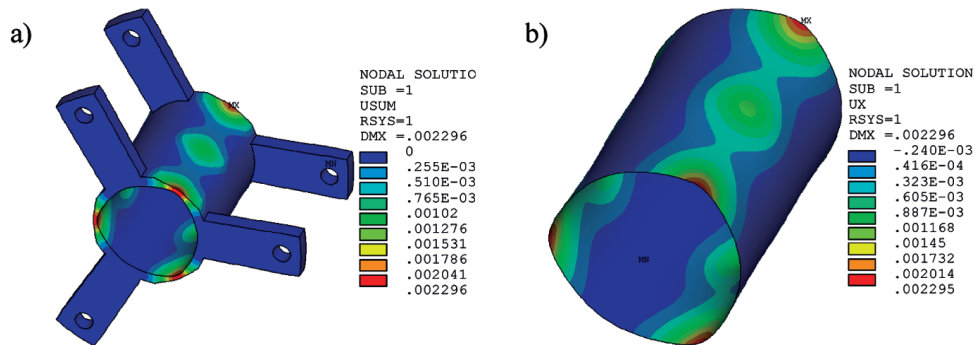 a)
NODAL SOLUTIO
SUB =1
USUM
RSYS=1
DMX =.002296
0
.255E-03
.510E-03
.765E-03
.00102
.001276
.001531
.001786
.002041
.002296
MX
MN
b)
NODAL SOLUTION
SUB =1
UX
RSYS=1
DMX =.002296
-.240E-03
.416E-04
.323E-03
.605E-03
.887E-03
.001168
.00145
.001732
.002014
.002295
MX
MN